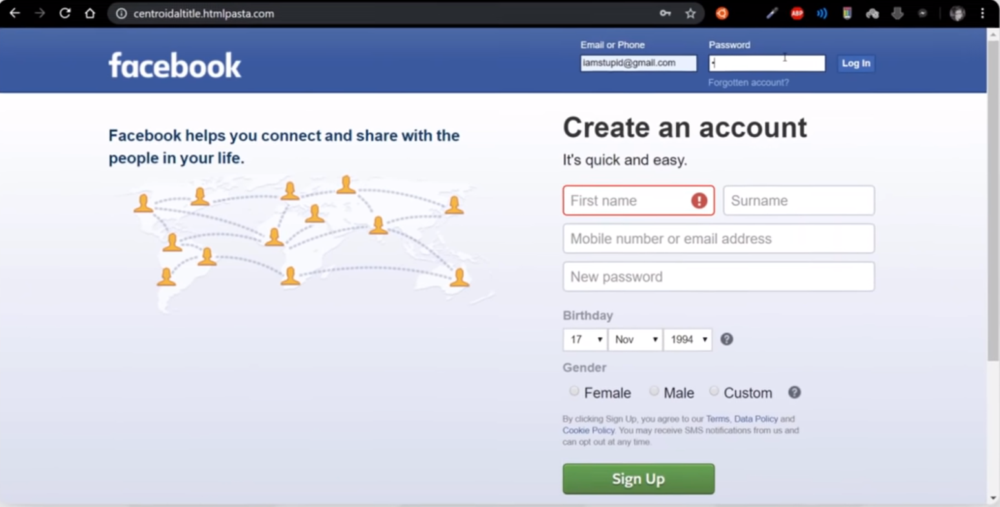 centroidaltitle.htmlpasta.com
ABP
facebook
Email or Phone
Password
iamstupid@gmail.com
Log In
Forgotten account?
Facebook helps you connect and share with the
people in your life.
Create an account
It's quick and easy.
First name
Surname
Mobile number or email address
New password
Birthday
17
Nov
1994
Gender
Female
Male
Custom
By clicking Sign Up, you agree to our Terms, Data Policy and
Cookie Policy. You may receive SMS notifications from us and
can opt out at any time.
Sign Up